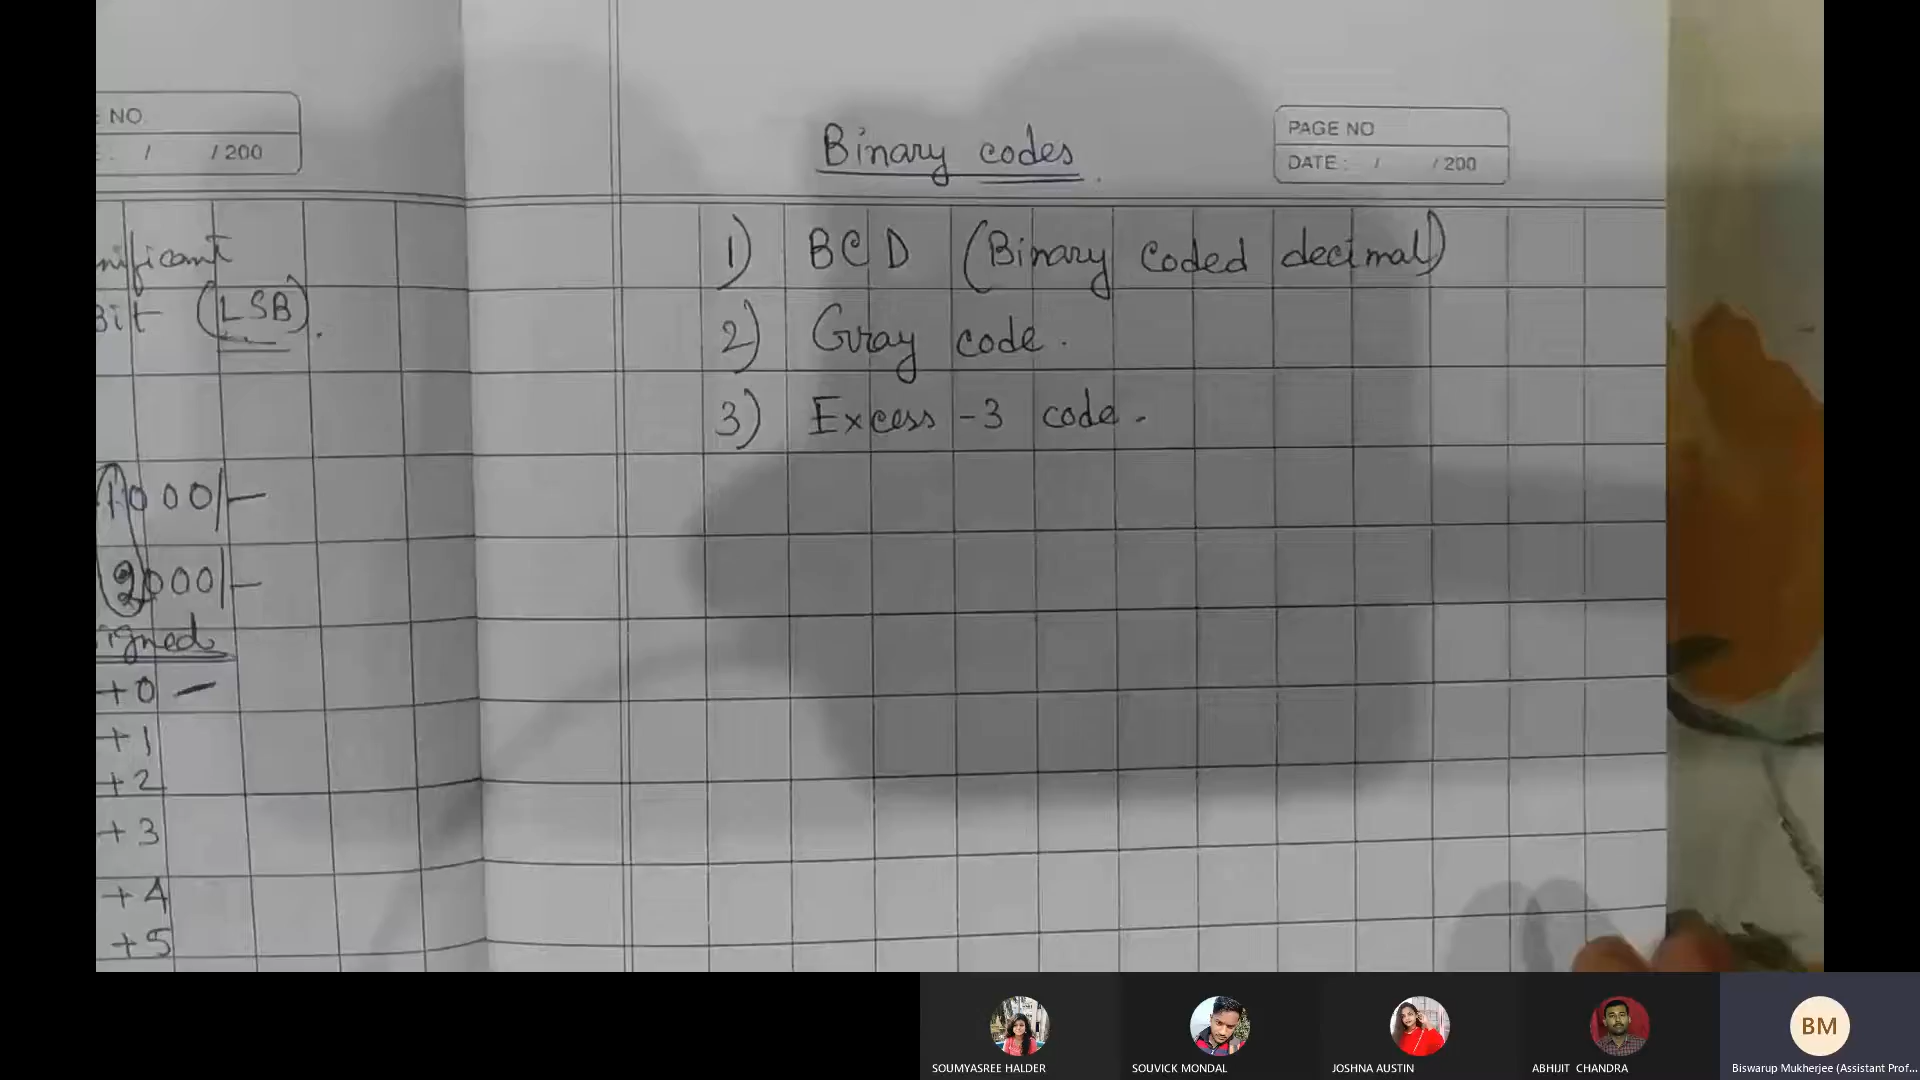 NO
/ / 200
nificant
Bit (LSB).
1000/-
2000/-
igned
+0 -
+1
+2
+3
+4
+5
Binary codes.
PAGE NO
DATE : / / 200
1) BCD (Binary coded decimal)
2) Gray code.
3) Excess -3 code.
SOUMYASREE HALDER
SOUVICK MONDAL
JOSHNA AUSTIN
ABHIJIT CHANDRA
BM
Biswarup Mukherjee (Assistant Prof...